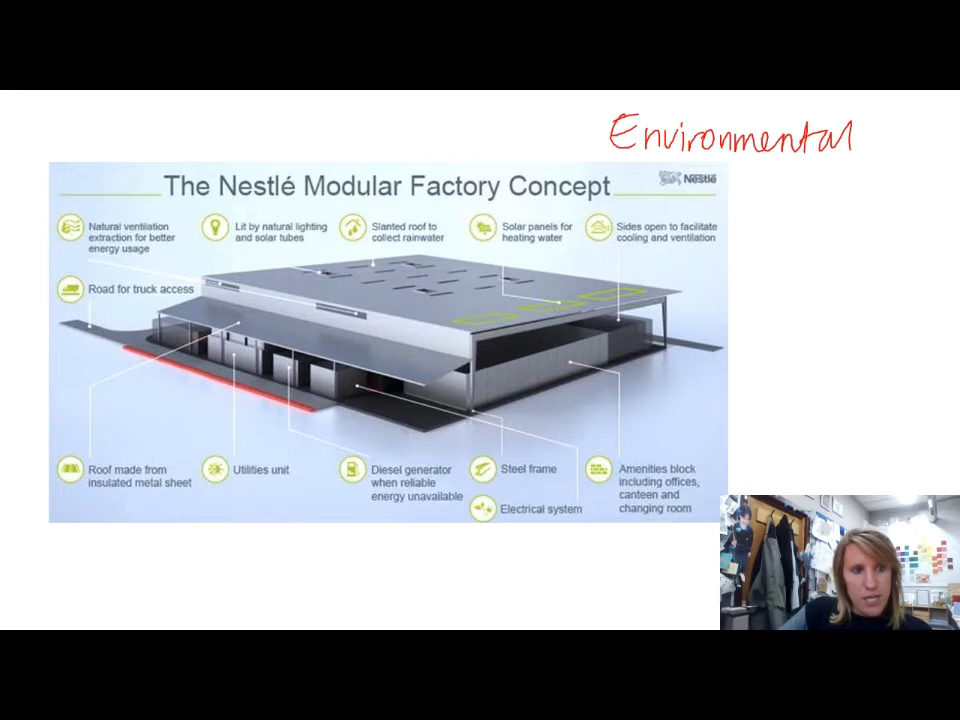 Environmental
The Nestlé Modular Factory Concept
Nestlé
Natural ventilation
extraction for better
energy usage
Lit by natural lighting
and solar tubes
Slanted roof to
collect rainwater
Solar panels for
heating water
Sides open to facilitate
cooling and ventilation
Road for truck access
Roof made from
insulated metal sheet
Utilities unit
Diesel generator
when reliable
energy unavailable
Steel frame
Electrical system
Amenities block
including offices,
canteen and
changing room